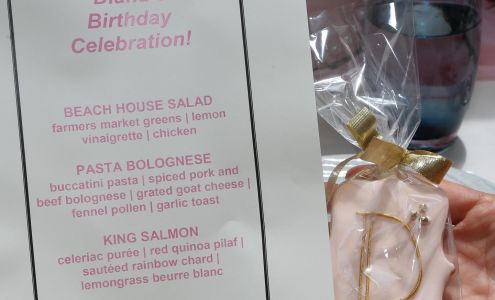 Birthday
Celebration!
BEACH HOUSE SALAD
farmers market greens | lemon
vinaigrette | chicken
PASTA BOLOGNESE
buccatini pasta | spiced pork and
beef bolognese | grated goat cheese |
fennel pollen | garlic toast
KING SALMON
celeriac purée | red quinoa pilaf |
sautéed rainbow chard |
lemongrass beurre blanc
D